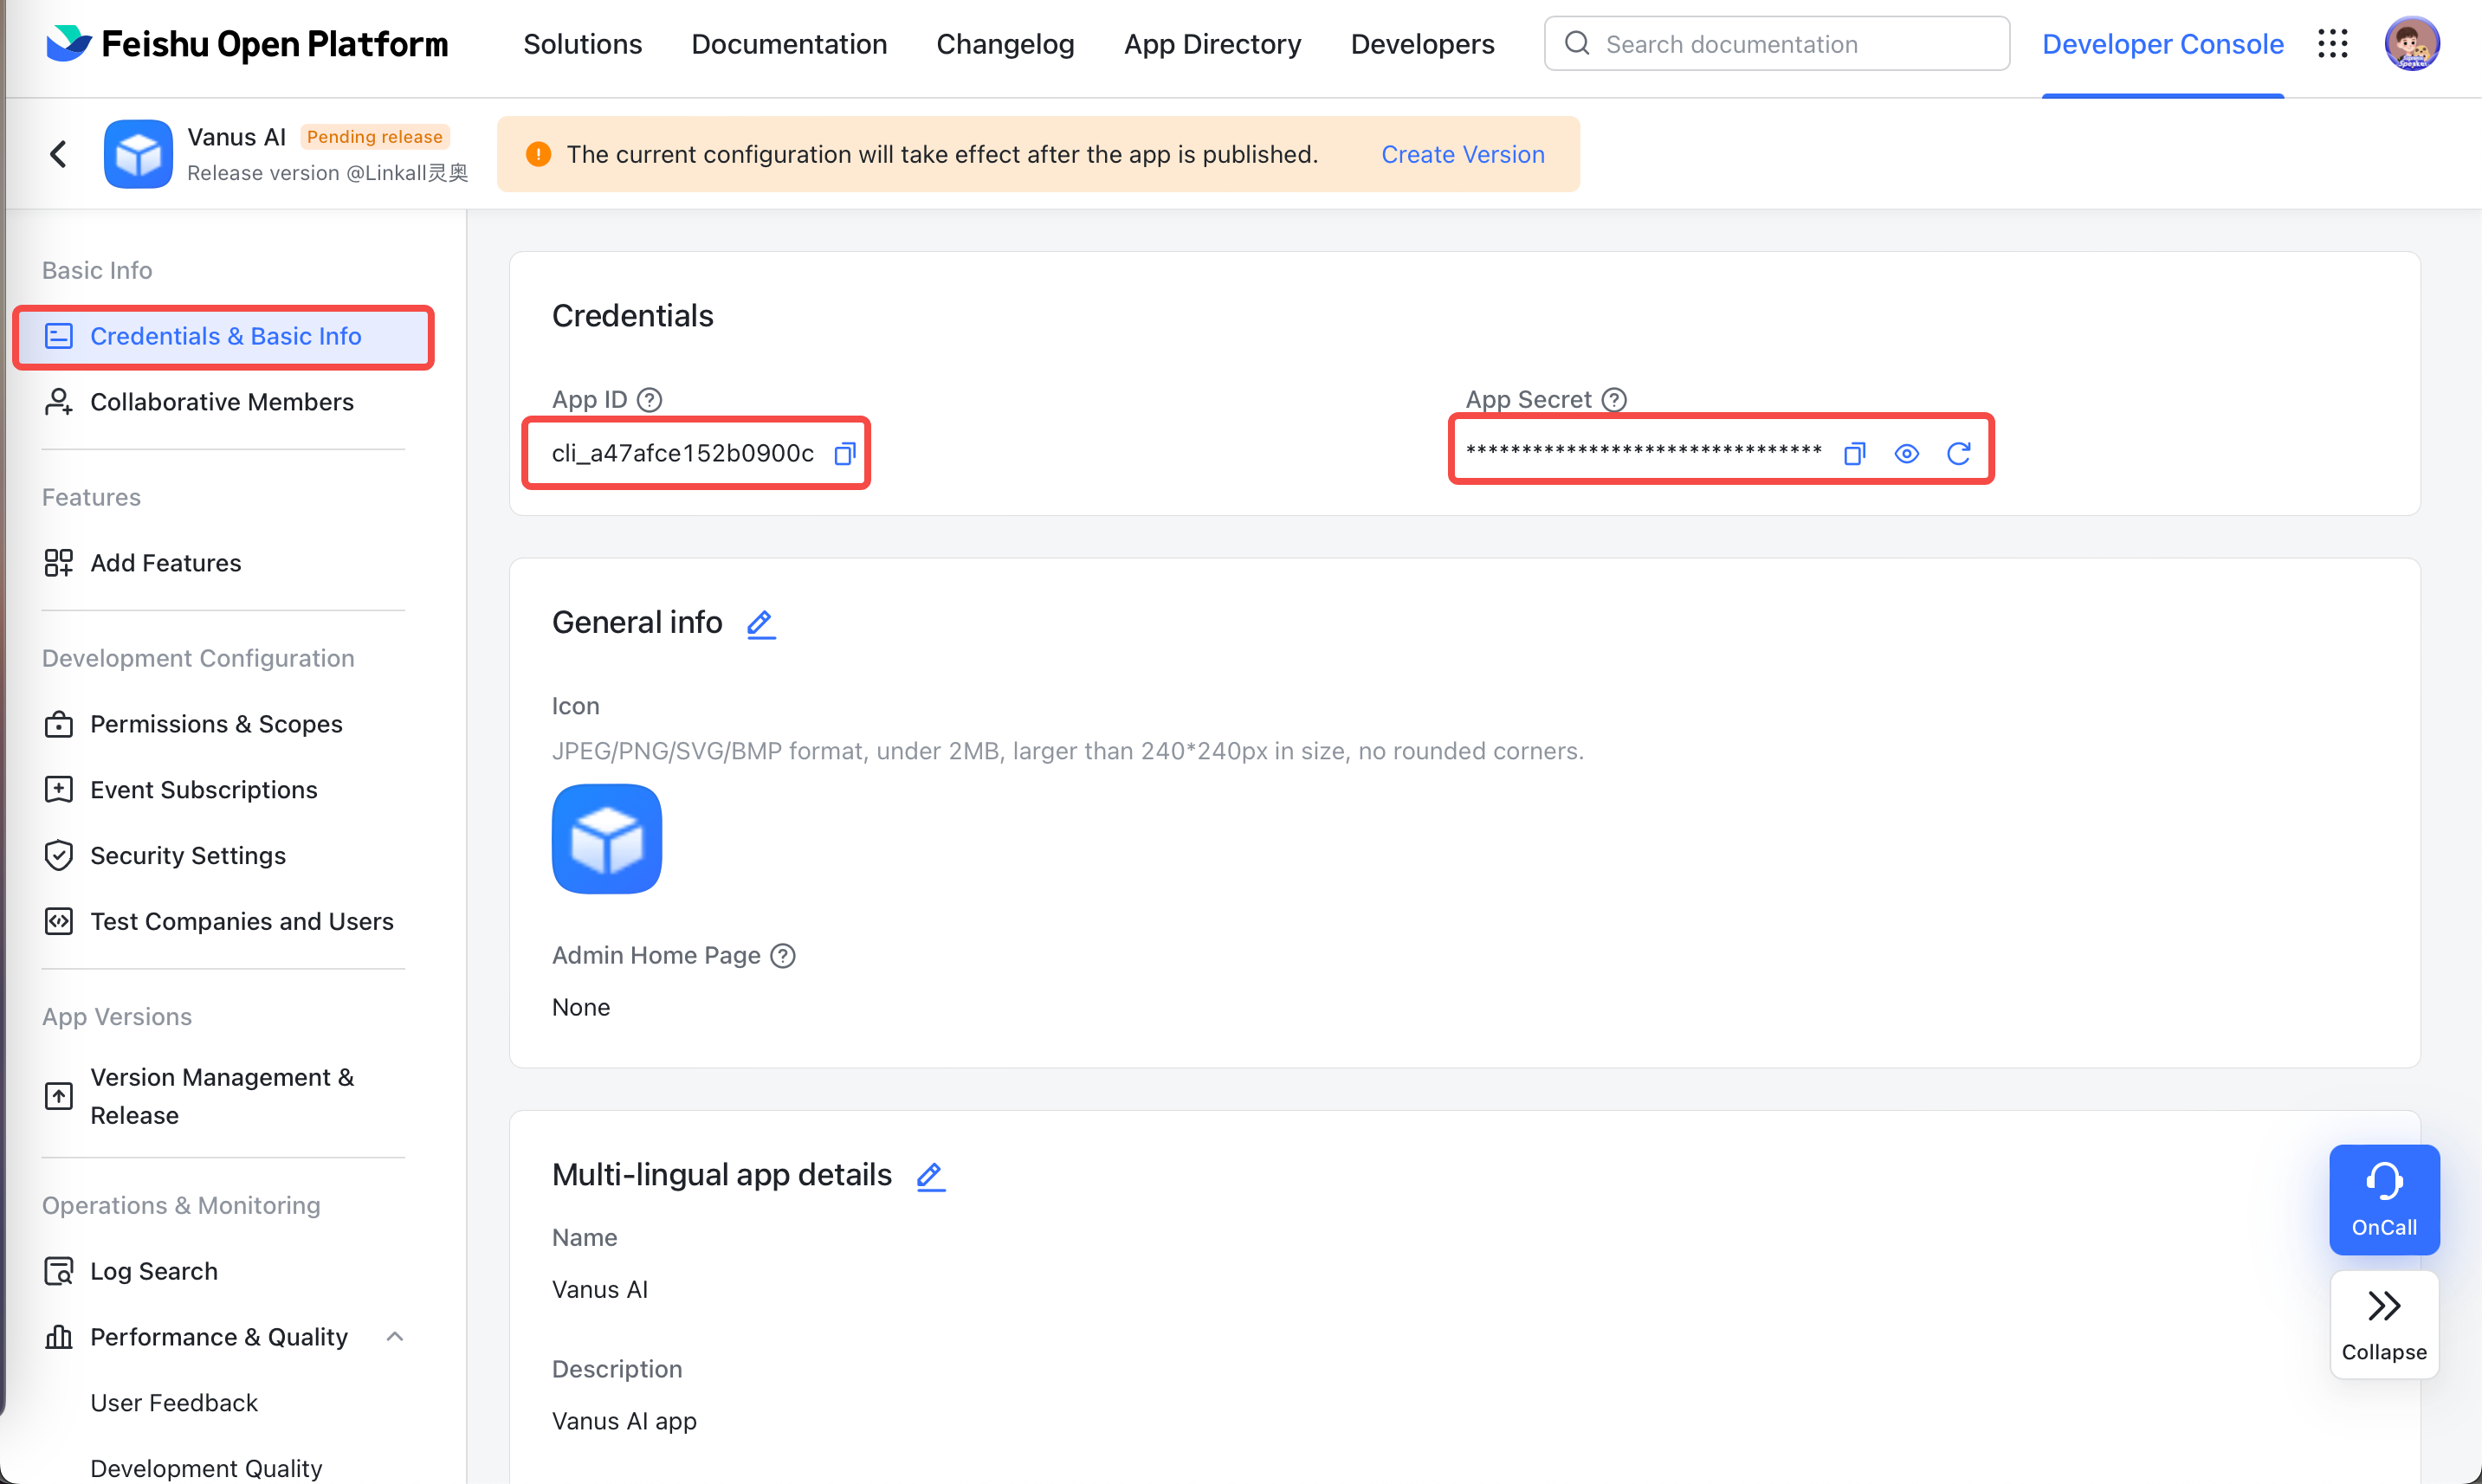 Feishu Open Platform
Solutions
Documentation
Changelog
App Directory
Developers
Search documentation
Developer Console
Vanus AI
Pending release
Release version @Linkall灵奥
The current configuration will take effect after the app is published.
Create Version
Basic Info
Credentials & Basic Info
Collaborative Members
Features
Add Features
Development Configuration
Permissions & Scopes
Event Subscriptions
Security Settings
Test Companies and Users
App Versions
Version Management &
Release
Operations & Monitoring
Log Search
Performance & Quality
User Feedback
Development Quality
Credentials
App ID
cli_a47afce152b0900c
App Secret
********************************
General info
Icon
JPEG/PNG/SVG/BMP format, under 2MB, larger than 240*240px in size, no rounded corners.
Admin Home Page
None
Multi-lingual app details
Name
Vanus AI
Description
Vanus AI app
OnCall
Collapse